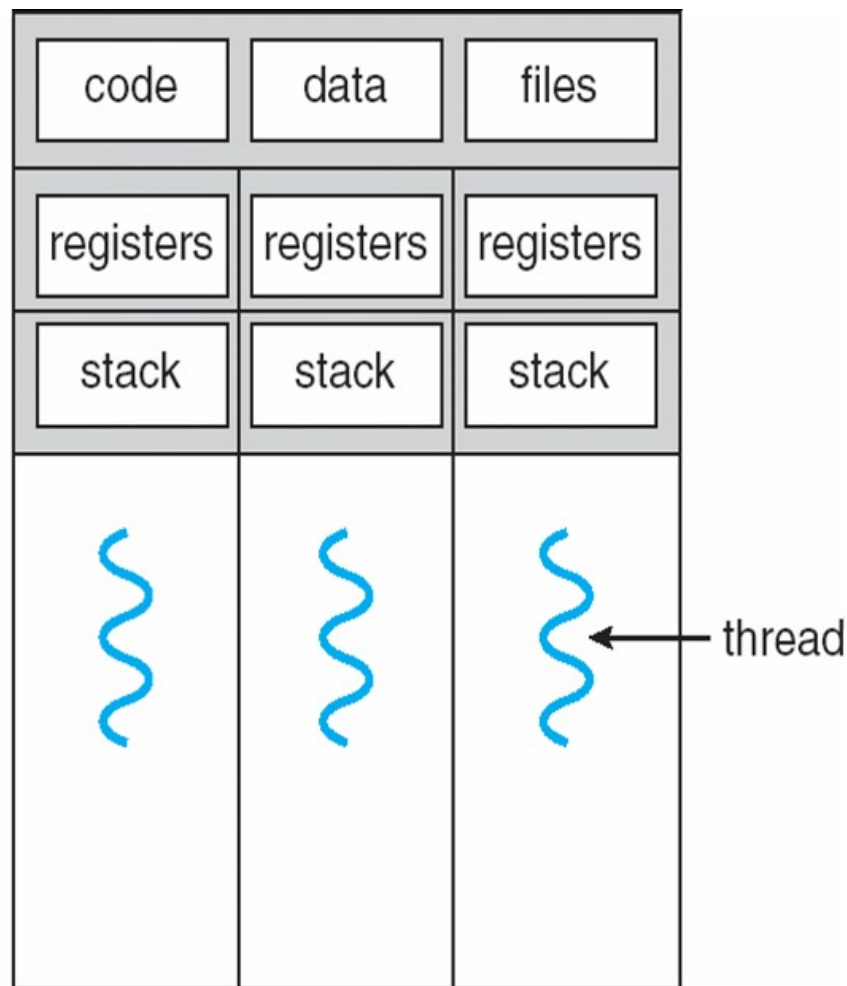 code data files
registers registers registers
stack stack stack
thread